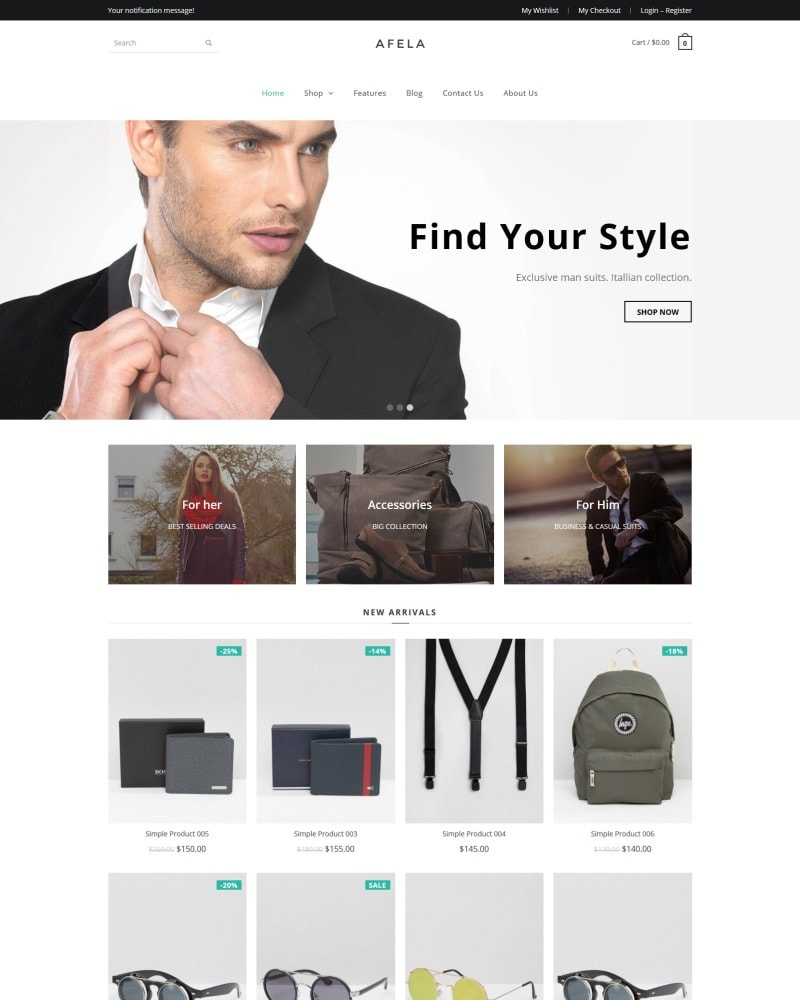 Your notification message!
My Wishlist | My Checkout | Login – Register
Search
AFELA
Cart / $0.00 0
Home Shop Features Blog Contact Us About Us
Find Your Style
Exclusive man suits. Itallian collection.
SHOP NOW
For her
BEST SELLING DEALS
Accessories
BIG COLLECTION
For Him
BUSINESS & CASUAL SUITS
NEW ARRIVALS
-25%
Simple Product 005
$200.00 $150.00
-14%
Simple Product 003
$180.00 $155.00
Simple Product 004
$145.00
-18%
hype.
Simple Product 006
$170.00 $140.00
-20%
SALE